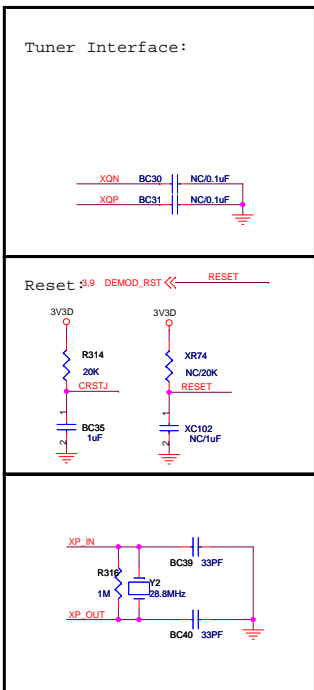 Tuner Interface:
XQN BC30 NC/0.1uF
XQP BC31 NC/0.1uF
Reset: 3,9 DEMOD_RST RESET
3V3D 3V3D
R314 XR74
20K NC/20K
CRSTJ RESET
1 1
BC35 XC102
1uF NC/1uF
2 2
XP_IN
BC39 33PF
R316 Y2
1M 28.8MHz
XP_OUT
BC40 33PF